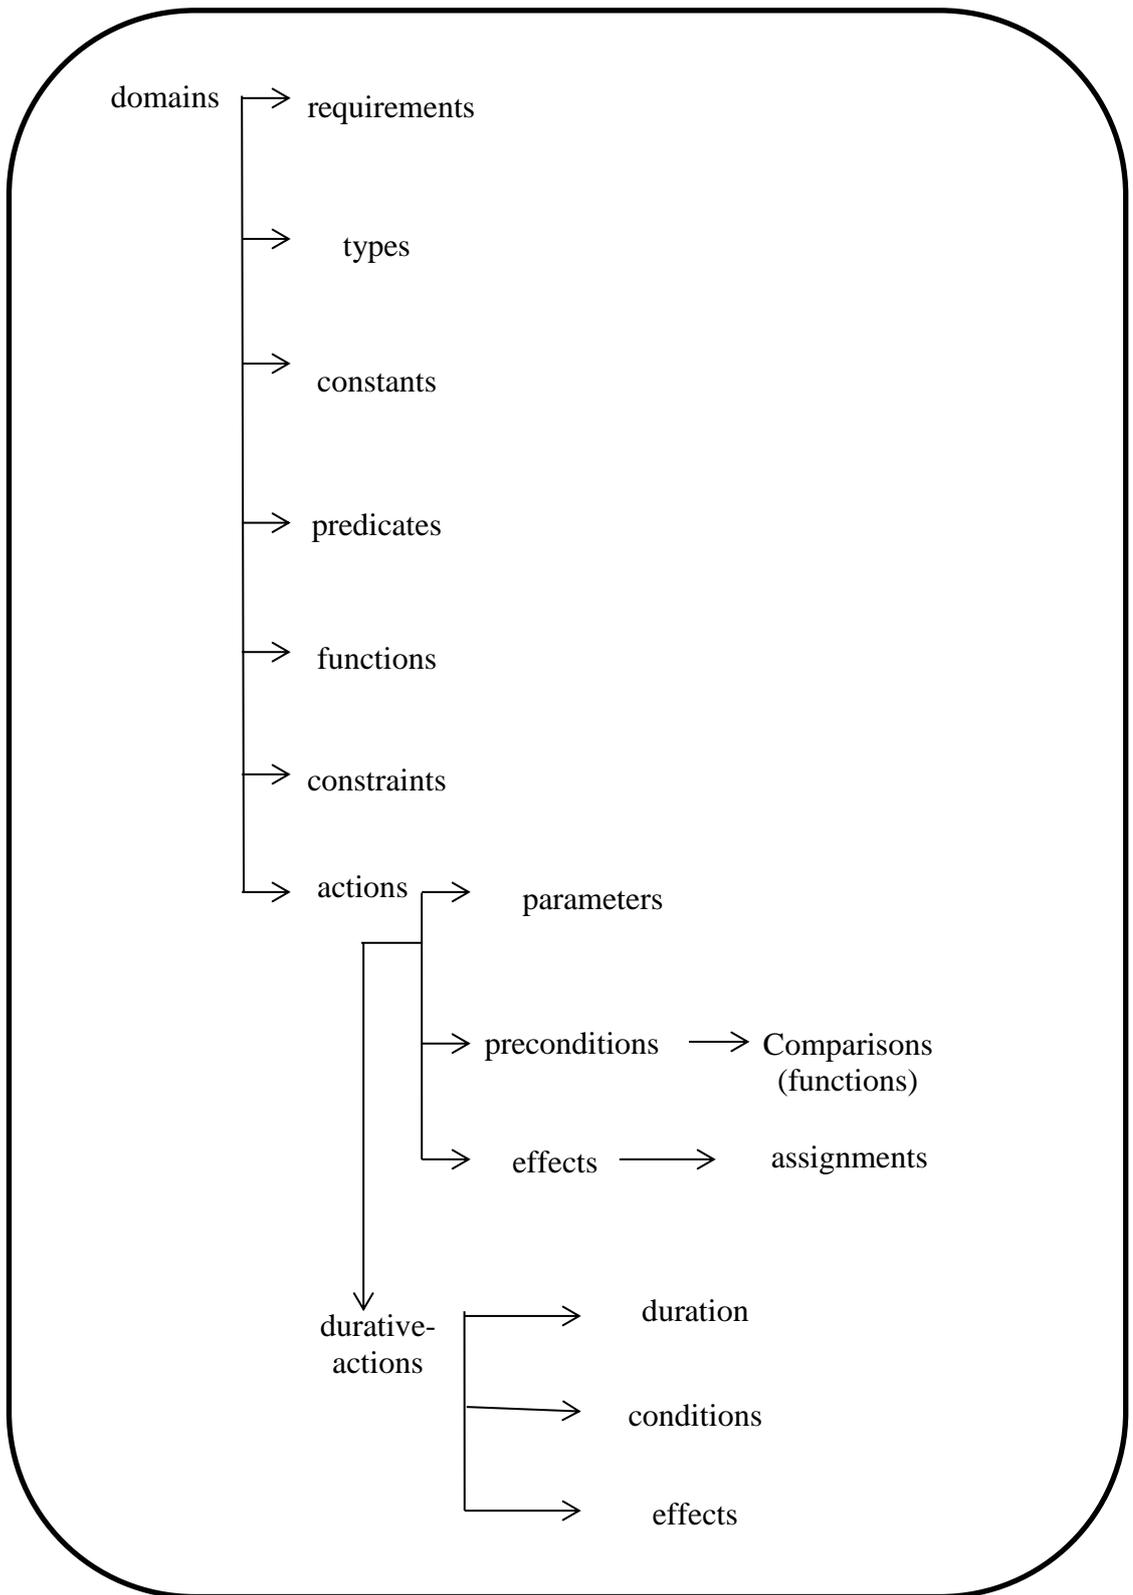 domains
requirements
types
constants
predicates
functions
constraints
actions
parameters
preconditions
Comparisons
(functions)
effects
assignments
durative-
actions
duration
conditions
effects